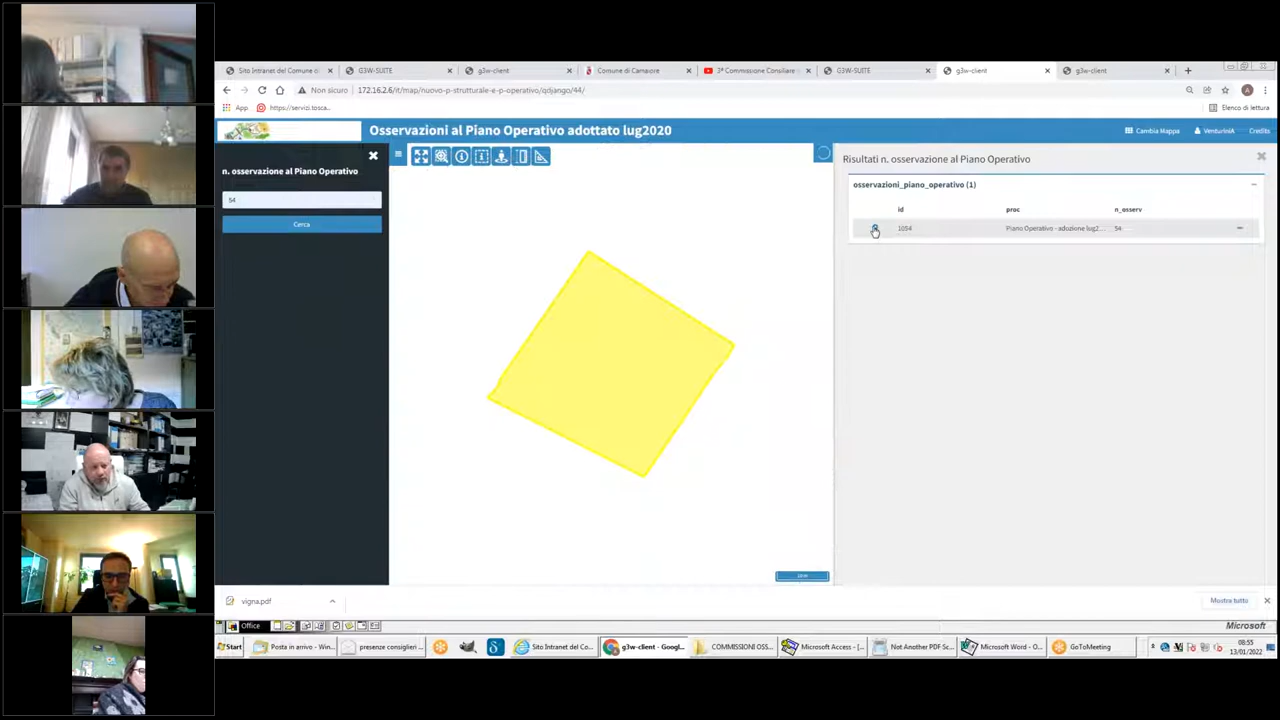 Sito Intranet del Comune o
G3W-SUITE
g3w-client
Comune di Camaiore
3ª Commissione Consiliare
G3W-SUITE
g3w-client
g3w-client
Non sicuro
172.16.2.6/it/map/nuovo-p-strutturale-e-p-operativo/qdjango/44/
App
https://servizi.tosca...
Elenco di lettura
Osservazioni al Piano Operativo adottato lug2020
Cambia Mappa
VenturiniA
Credits
n. osservazione al Piano Operativo
54
Cerca
Risultati n. osservazione al Piano Operativo
osservazioni_piano_operativo (1)
id
proc
n_osserv
1054
Piano Operativo - adozione lug2...
54
vigna.pdf
Mostra tutto
Office
Microsoft
Start
Posta in arrivo - Win...
presenze consiglieri
Sito Intranet del Co...
g3w-client - Googl...
COMMISSIONI OSS...
Microsoft Access - [...
Not Another PDF Sc...
Microsoft Word - O...
GoToMeeting
08:55
13/01/2022